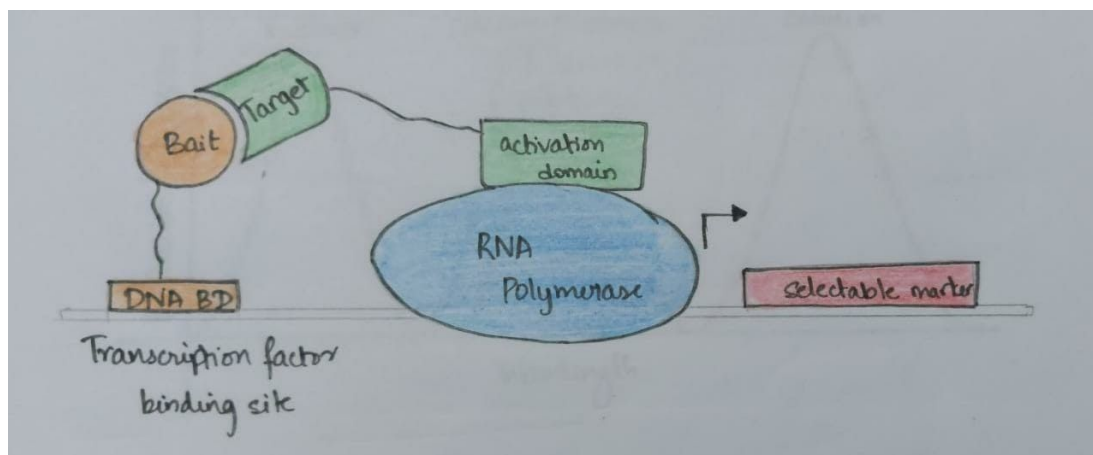 Bait
Target
activation
domain
RNA
Polymerase
DNA BD
selectable marker
Transcription factor
binding site